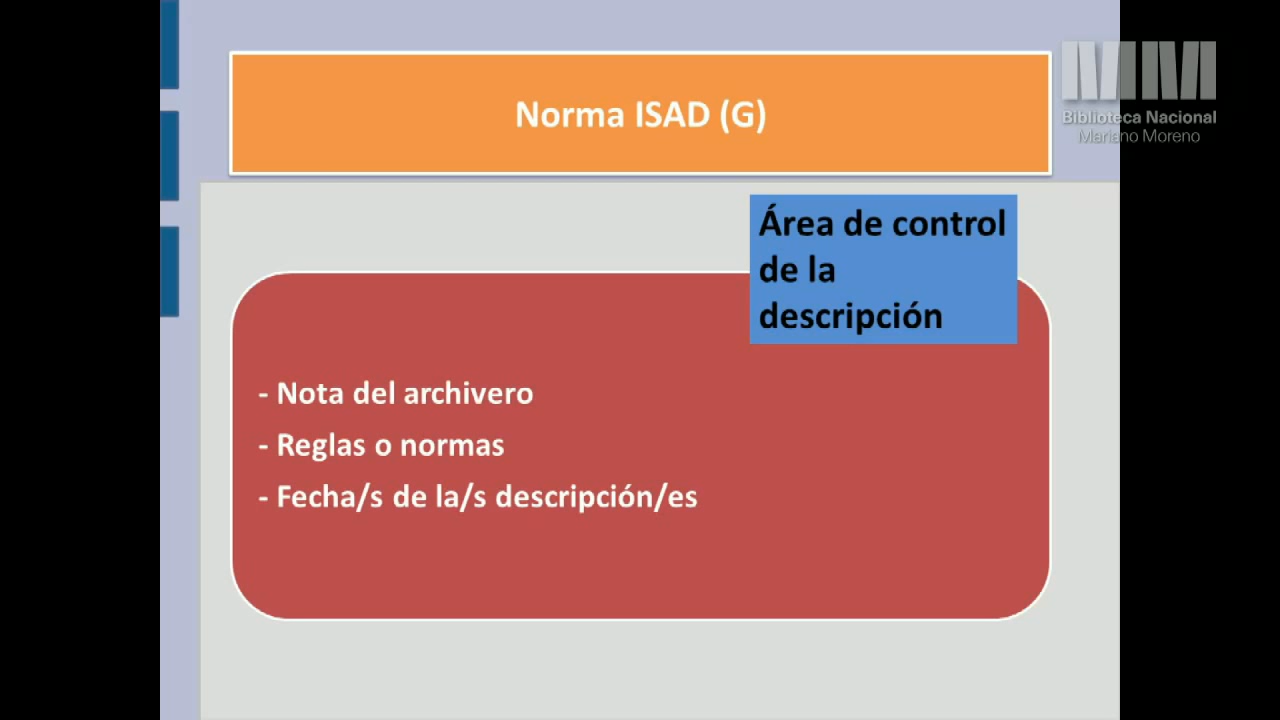 Norma ISAD (G)
Biblioteca Nacional
Mariano Moreno
Área de control
de la
descripción
- Nota del archivero
- Reglas o normas
- Fecha/s de la/s descripción/es